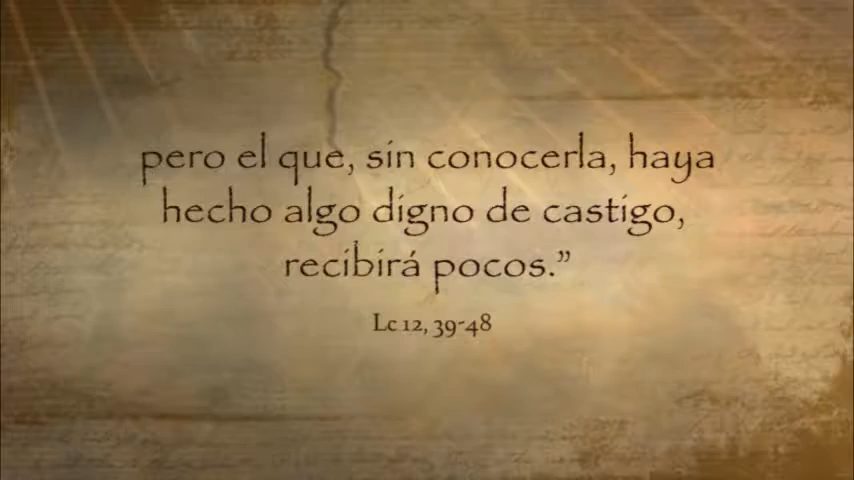 pero el que, sin conocerla, haya
hecho algo digno de castigo,
recibirá pocos.”
Lc 12, 39-48